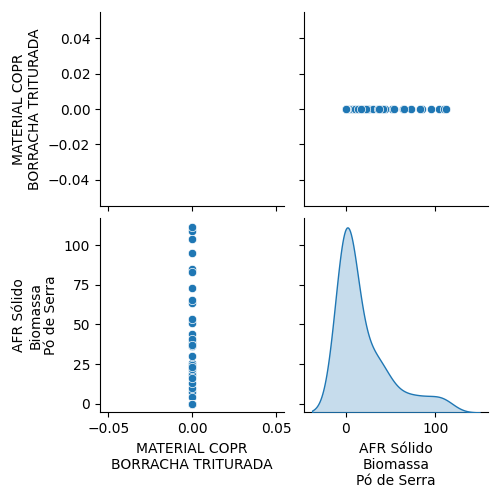 0.04
0.02
0.00
−0.02
−0.04
MATERIAL COPR
BORRACHA TRITURADA
100
75
50
25
0
AFR Sólido
Biomassa
Pó de Serra
−0.05
0.00
0.05
MATERIAL COPR
BORRACHA TRITURADA
0
100
AFR Sólido
Biomassa
Pó de Serra